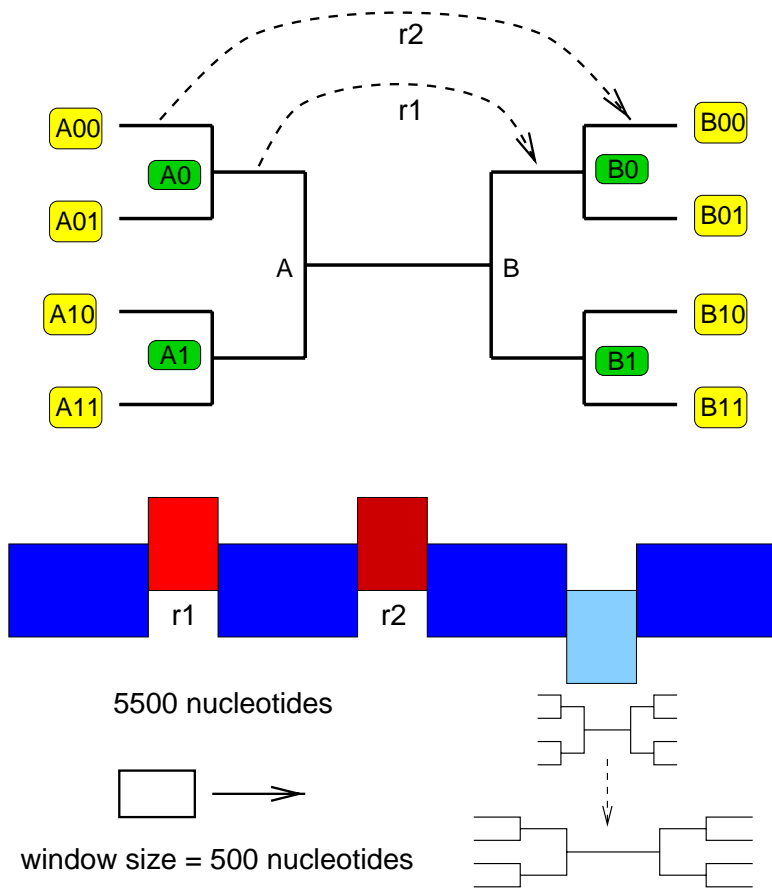 r2
r1
A00
B00
A0
B0
A01
B01
A
B
A10
B10
A1
B1
A11
B11
r1
r2
5500 nucleotides
window size = 500 nucleotides